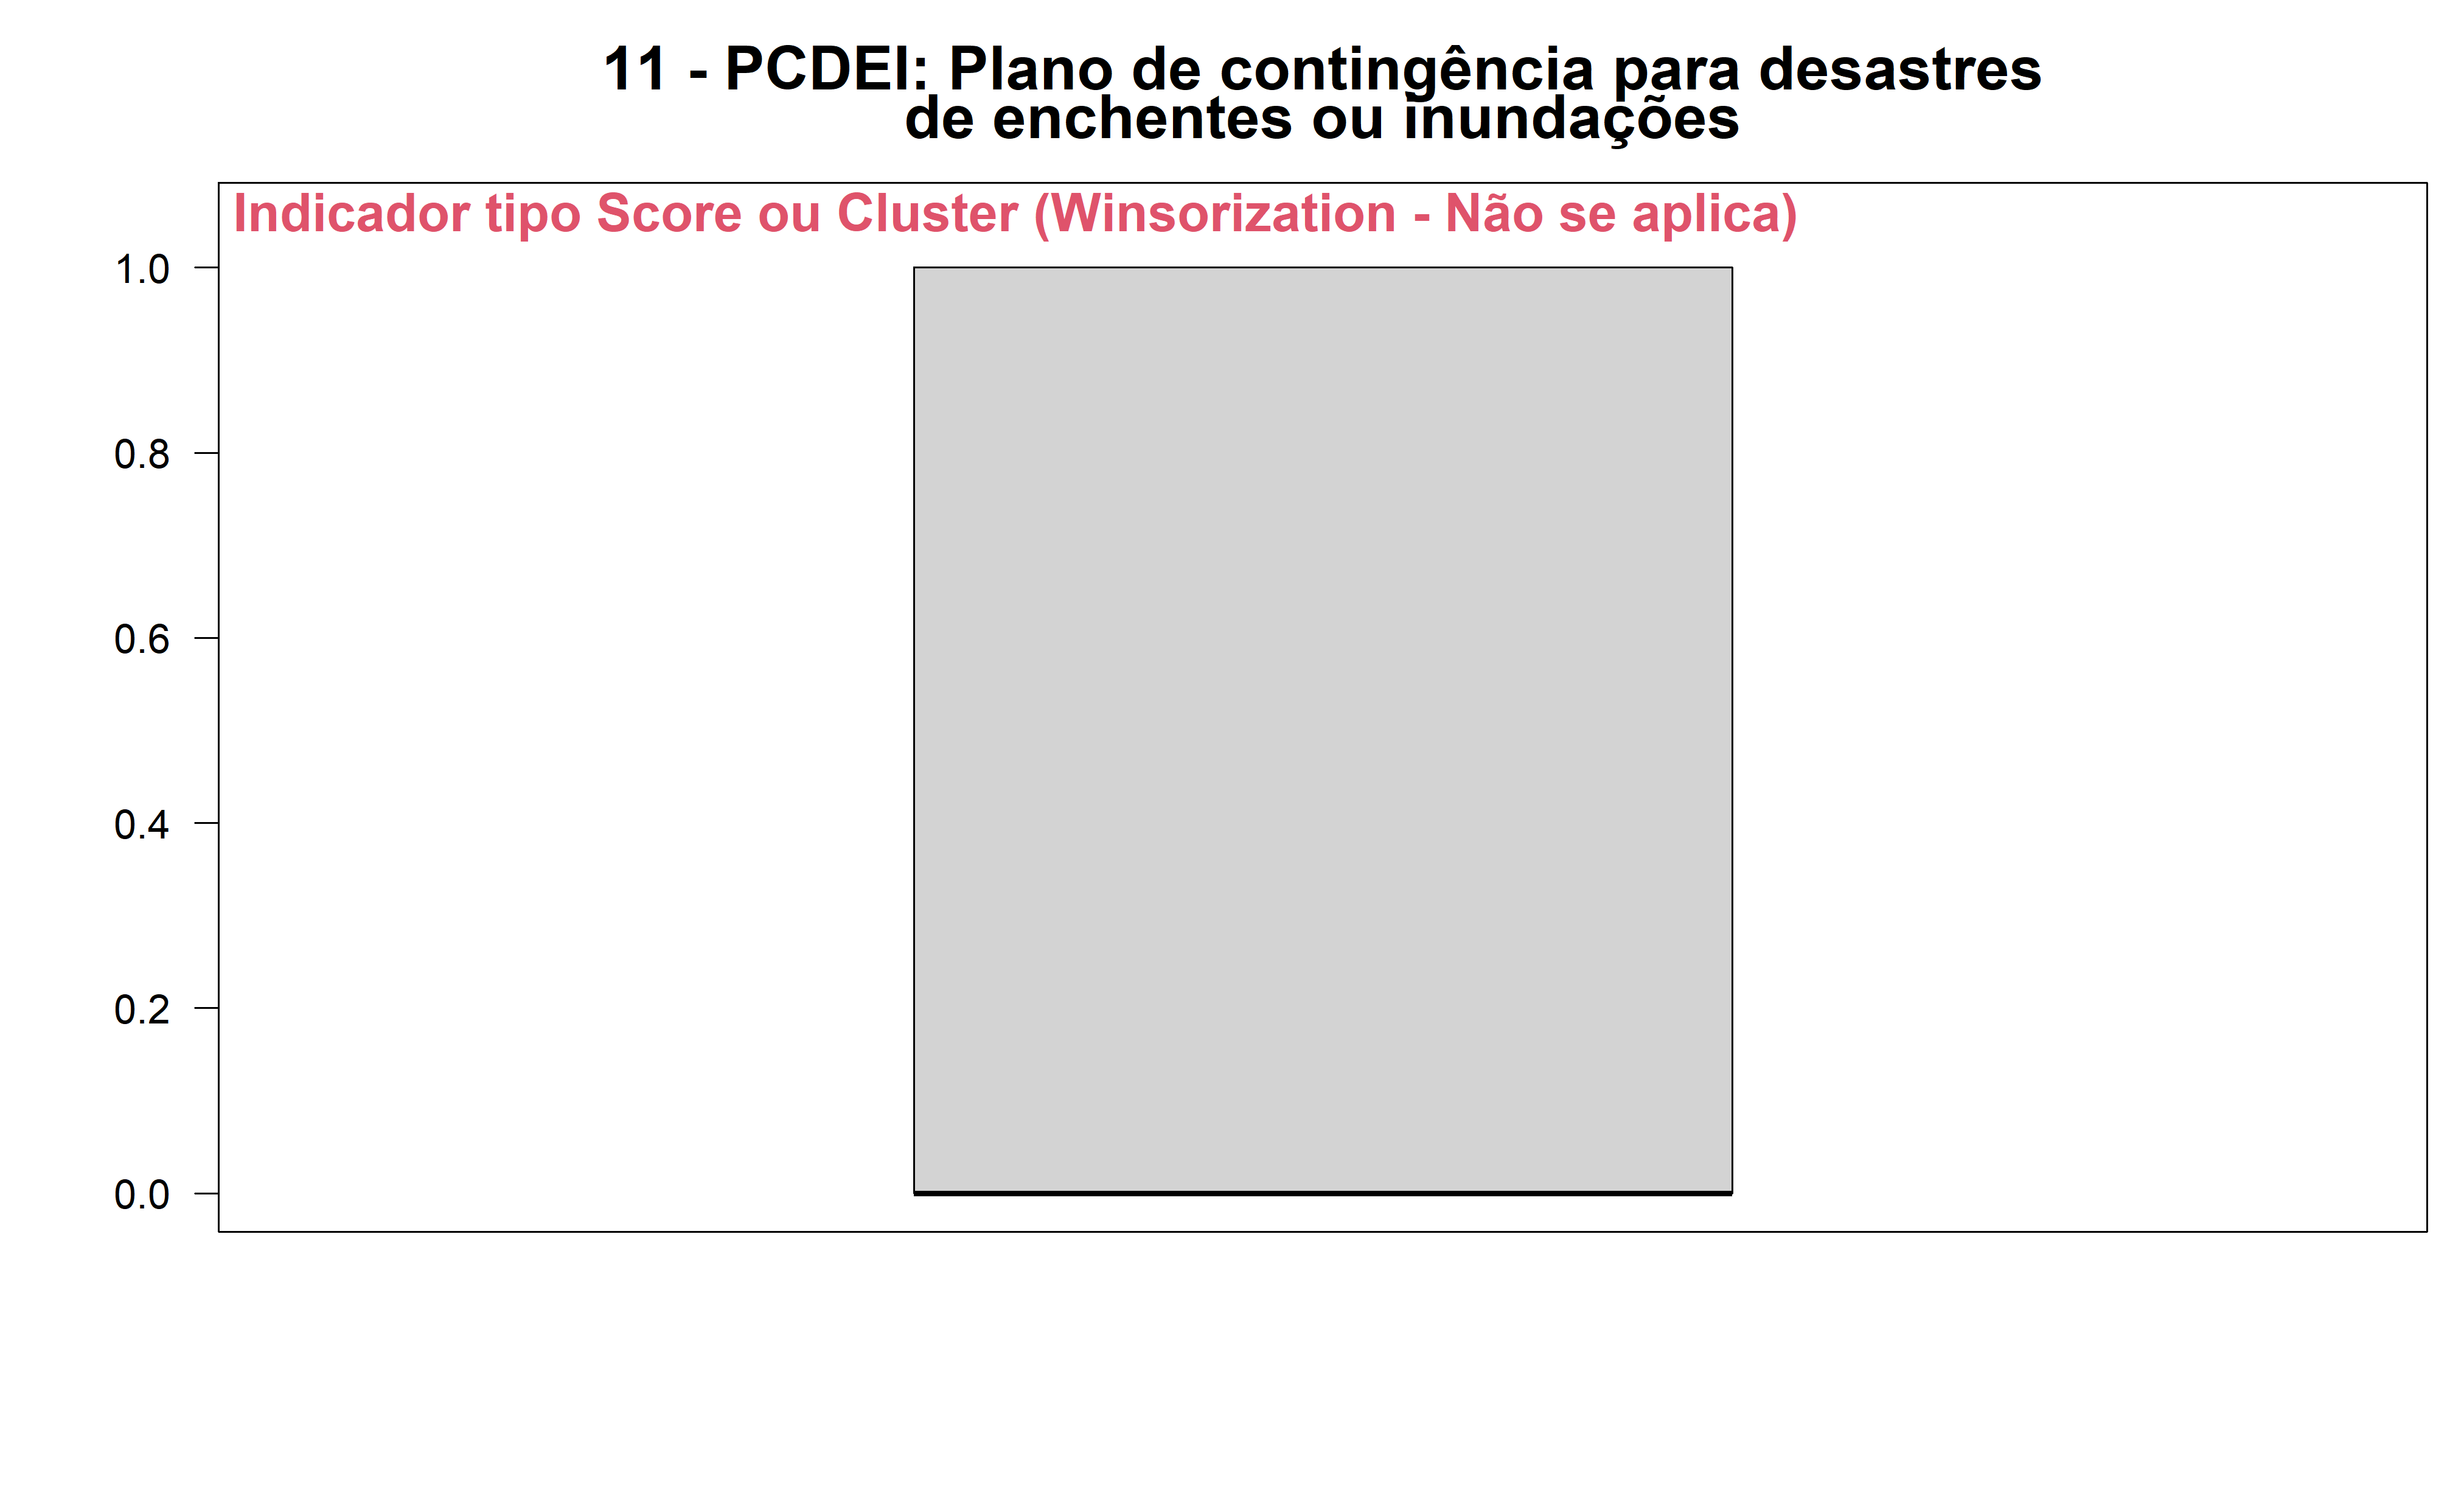 11 - PCDEI: Plano de contingência para desastres
de enchentes ou inundações
Indicador tipo Score ou Cluster (Winsorization - Não se aplica)
1.0
0.8
0.6
0.4
0.2
0.0